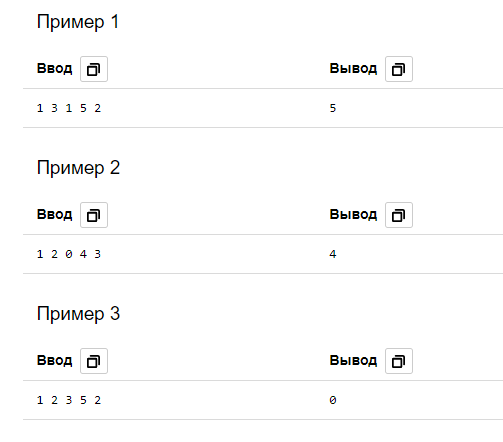 Пример 1
Ввод Вывод
1 3 1 5 2 5
Пример 2
Ввод Вывод
1 2 0 4 3 4
Пример 3
Ввод Вывод
1 2 3 5 2 0